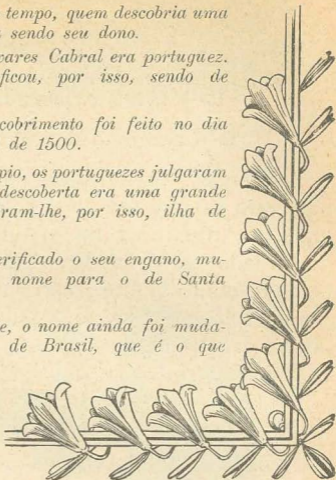 tempo, quem descobria uma
sendo seu dono.
vares Cabral era portuguez.
ficou, por isso, sendo de
cobrimento foi feito no dia
de 1500.
pio, os portuguezes julgaram
descoberta era uma grande
ram-lhe, por isso, ilha de
erificado o seu engano, mu-
nome para o de Santa
e, o nome ainda foi muda-
de Brasil, que é o que